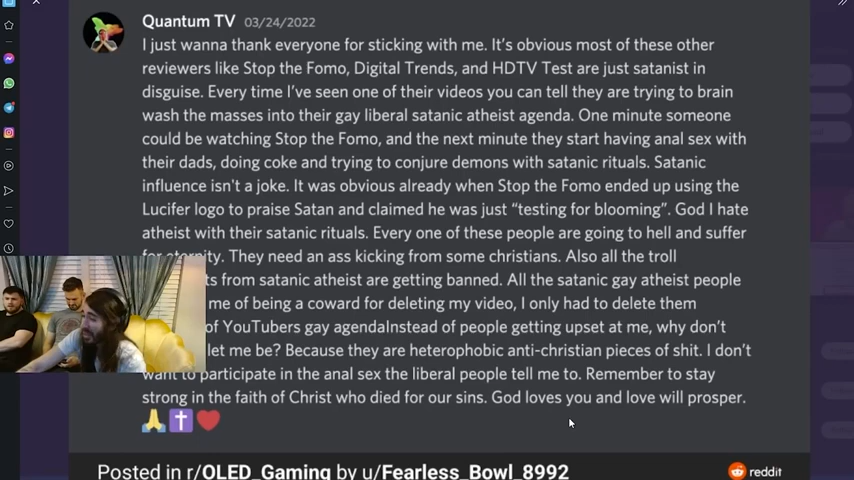 Quantum TV 03/24/2022
I just wanna thank everyone for sticking with me. It's obvious most of these other
reviewers like Stop the Fomo, Digital Trends, and HDTV Test are just satanist in
disguise. Every time I've seen one of their videos you can tell they are trying to brain
wash the masses into their gay liberal satanic atheist agenda. One minute someone
could be watching Stop the Fomo, and the next minute they start having anal sex with
their dads, doing coke and trying to conjure demons with satanic rituals. Satanic
influence isn't a joke. It was obvious already when Stop the Fomo ended up using the
Lucifer logo to praise Satan and claimed he was just “testing for blooming”. God I hate
atheist with their satanic rituals. Every one of these people are going to hell and suffer
for eternity. They need an ass kicking from some christians. Also all the troll
ts from satanic atheist are getting banned. All the satanic gay atheist people
me of being a coward for deleting my video, I only had to delete them
of YouTubers gay agendaInstead of people getting upset at me, why don't
let me be? Because they are heterophobic anti-christian pieces of shit. I don't
want to participate in the anal sex the liberal people tell me to. Remember to stay
strong in the faith of Christ who died for our sins. God loves you and love will prosper.
Posted in r/OLED_Gaming by u/Fearless_Bowl_8992
reddit